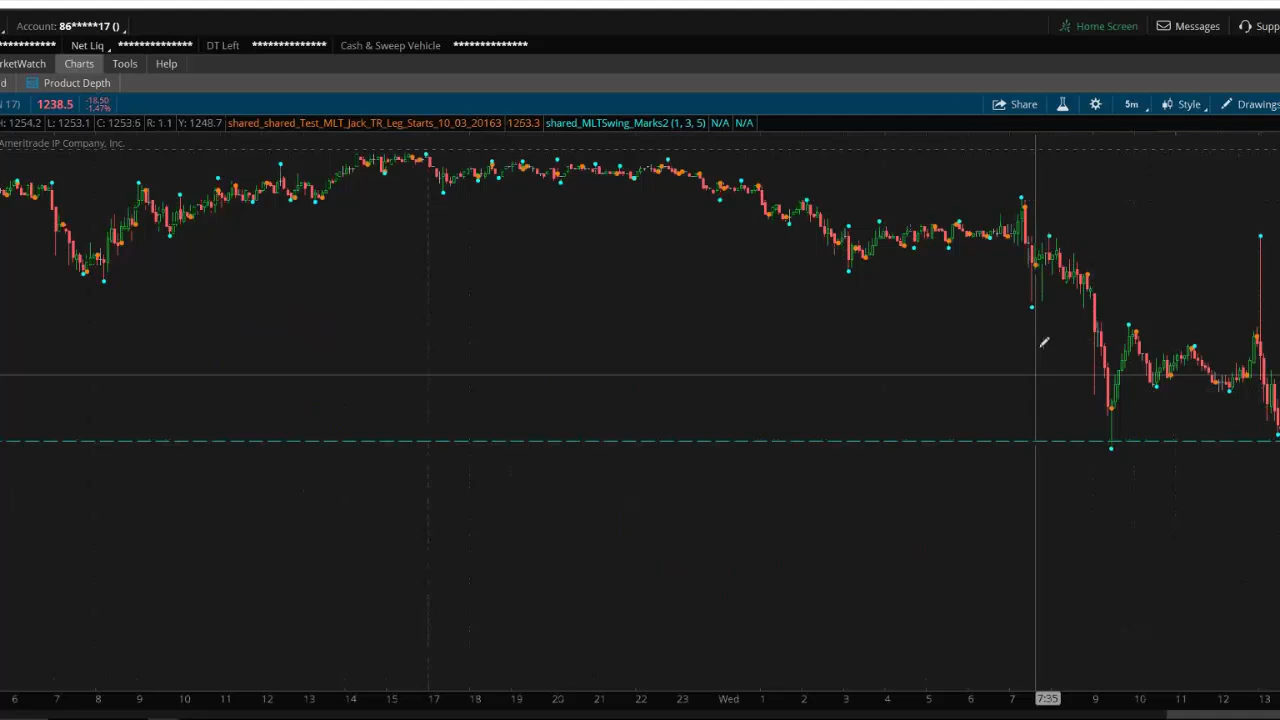 Account: 86*****17 () Home Screen Messages Supp
*********** Net Liq ************** DT Left ************** Cash & Sweep Vehicle **************
rketWatch Charts Tools Help
d Product Depth
17) 1238.5 -18.50 -1.47% Share 5m Style Drawings
H: 1254.2 L: 1253.1 C: 1253.6 R: 1.1 Y: 1248.7 shared_shared_Test_MLT_Jack_TR_Leg_Starts_10_03_20163 1253.3 shared_MLTSwing_Marks2 (1, 3, 5) N/A N/A
Ameritrade IP Company, Inc.
6 7 8 9 10 11 12 13 14 15 16 17 18 19 20 21 22 23 Wed 1 2 3 4 5 6 7 7:35 9 10 11 12 13